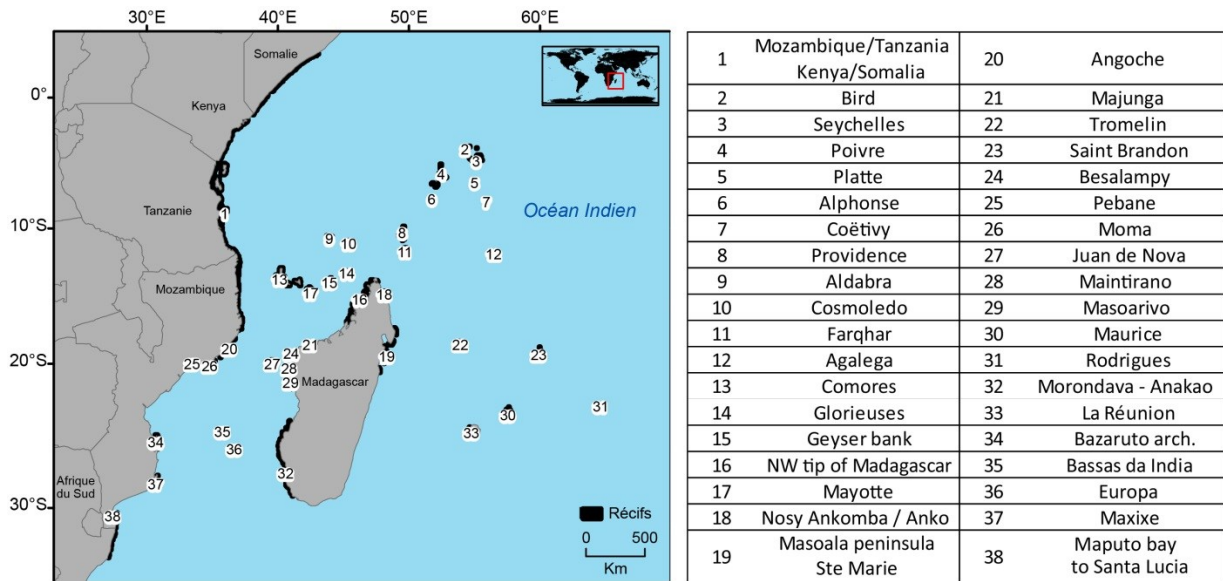 30°E 40°E 50°E 60°E
Somalie
0°
Kenya
2
3
4
5
6
7
Tanzanie
1
10°S
Océan Indien
8
9
10
11
12
13
14
15
16
17
18
Mozambique
20
21
22
23
19
20°S
24
25
26
27
28
29
Madagascar
30
31
32
33
34
35
36
37
Afrique
du Sud
30°S
38
Récifs
0 500
Km
1 Mozambique/Tanzania Kenya/Somalia 20 Angoche
2 Bird 21 Majunga
3 Seychelles 22 Tromelin
4 Poivre 23 Saint Brandon
5 Platte 24 Besalampy
6 Alphonse 25 Pebane
7 Coëtivy 26 Moma
8 Providence 27 Juan de Nova
9 Aldabra 28 Maintirano
10 Cosmoledo 29 Masoarivo
11 Farqhar 30 Maurice
12 Agalega 31 Rodrigues
13 Comores 32 Morondava - Anakao
14 Glorieuses 33 La Réunion
15 Geyser bank 34 Bazaruto arch.
16 NW tip of Madagascar 35 Bassas da India
17 Mayotte 36 Europa
18 Nosy Ankomba / Anko 37 Maxixe
19 Masoala peninsula Ste Marie 38 Maputo bay to Santa Lucia